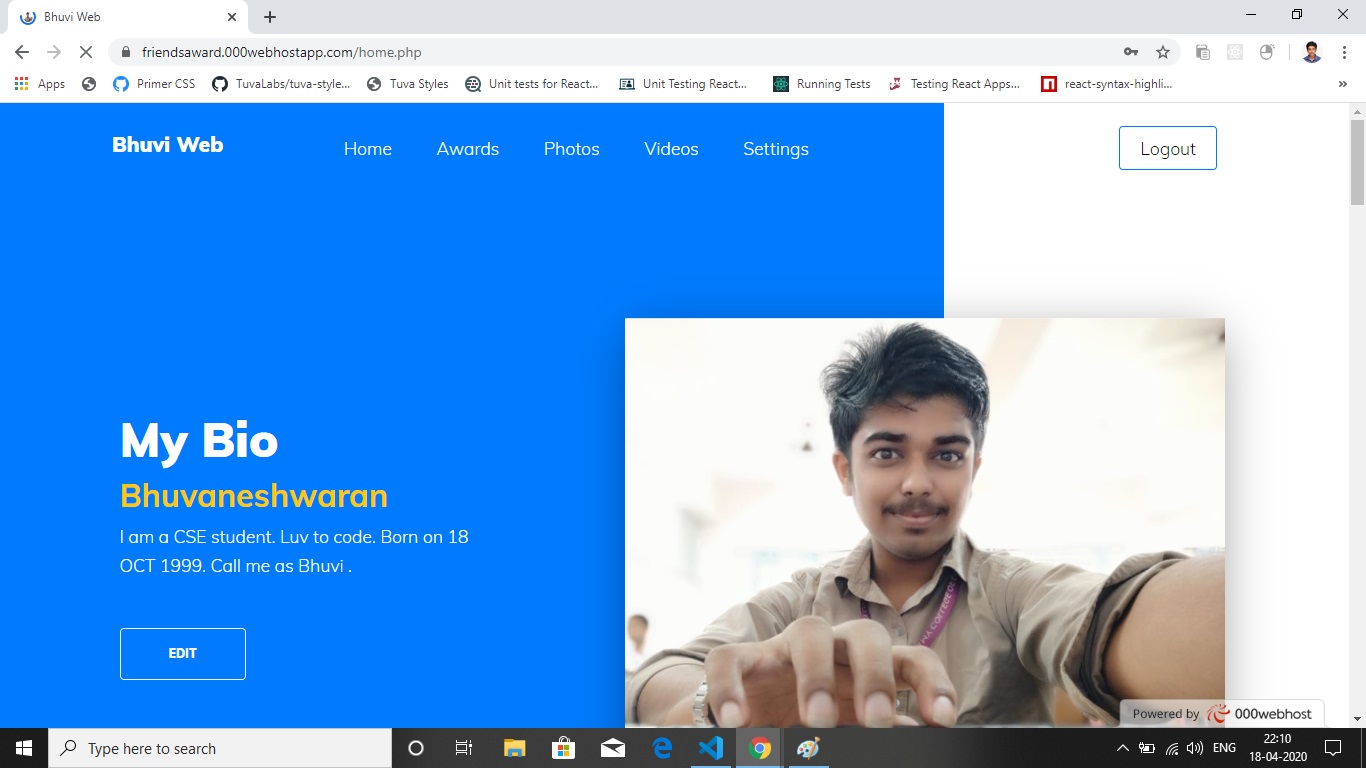 Bhuvi Web
friendsaward.000webhostapp.com/home.php
Apps
Primer CSS
TuvaLabs/tuva-style...
Tuva Styles
Unit tests for React...
Unit Testing React...
Running Tests
Testing React Apps...
react-syntax-highli...
»
Bhuvi Web
Home
Awards
Photos
Videos
Settings
Logout
My Bio
Bhuvaneshwaran
I am a CSE student. Luv to code. Born on 18
OCT 1999. Call me as Bhuvi .
EDIT
COLLEGE
Powered by 000webhost
Type here to search
ENG
22:10
18-04-2020